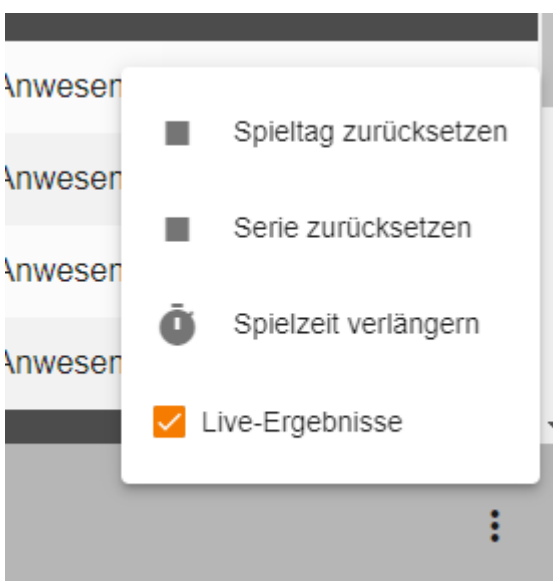 Anwesen
Spieltag zurücksetzen
Anwesen
Serie zurücksetzen
Anwesen
Spielzeit verlängern
Anwesen
Live-Ergebnisse